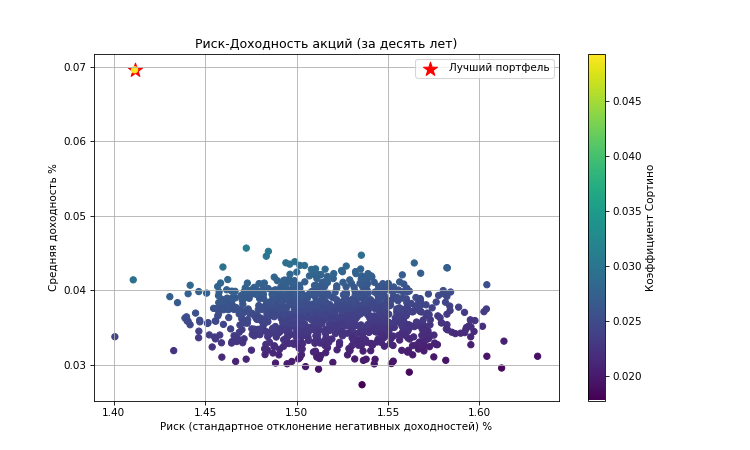 Риск-Доходность акций (за десять лет)
Лучший портфель
0.07
0.06
0.05
0.04
0.03
Средняя доходность %
1.40 1.45 1.50 1.55 1.60
Риск (стандартное отклонение негативных доходностей) %
0.045
0.040
0.035
0.030
0.025
0.020
Коэффициент Сортино